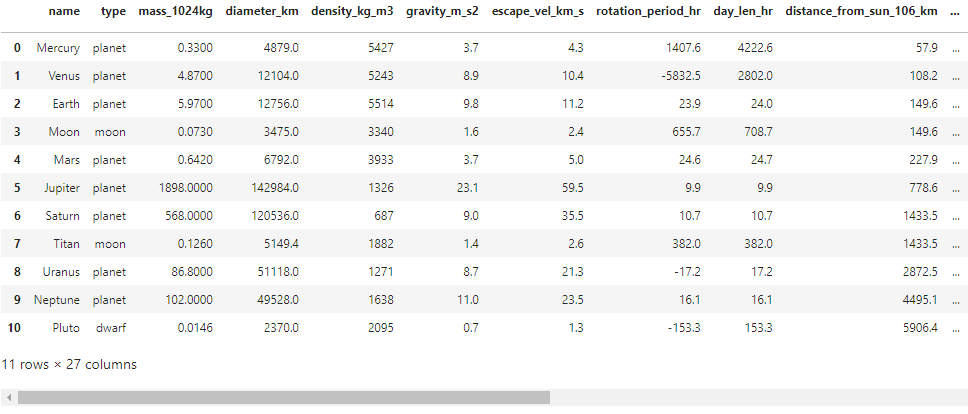 name type mass_1024kg diameter_km density_kg_m3 gravity_m_s2 escape_vel_km_s rotation_period_hr day_len_hr distance_from_sun_106_km ...
0 Mercury planet 0.3300 4879.0 5427 3.7 4.3 1407.6 4222.6 57.9 ...
1 Venus planet 4.8700 12104.0 5243 8.9 10.4 -5832.5 2802.0 108.2 ...
2 Earth planet 5.9700 12756.0 5514 9.8 11.2 23.9 24.0 149.6 ...
3 Moon moon 0.0730 3475.0 3340 1.6 2.4 655.7 708.7 149.6 ...
4 Mars planet 0.6420 6792.0 3933 3.7 5.0 24.6 24.7 227.9 ...
5 Jupiter planet 1898.0000 142984.0 1326 23.1 59.5 9.9 9.9 778.6 ...
6 Saturn planet 568.0000 120536.0 687 9.0 35.5 10.7 10.7 1433.5 ...
7 Titan moon 0.1260 5149.4 1882 1.4 2.6 382.0 382.0 1433.5 ...
8 Uranus planet 86.8000 51118.0 1271 8.7 21.3 -17.2 17.2 2872.5 ...
9 Neptune planet 102.0000 49528.0 1638 11.0 23.5 16.1 16.1 4495.1 ...
10 Pluto dwarf 0.0146 2370.0 2095 0.7 1.3 -153.3 153.3 5906.4 ...
11 rows × 27 columns